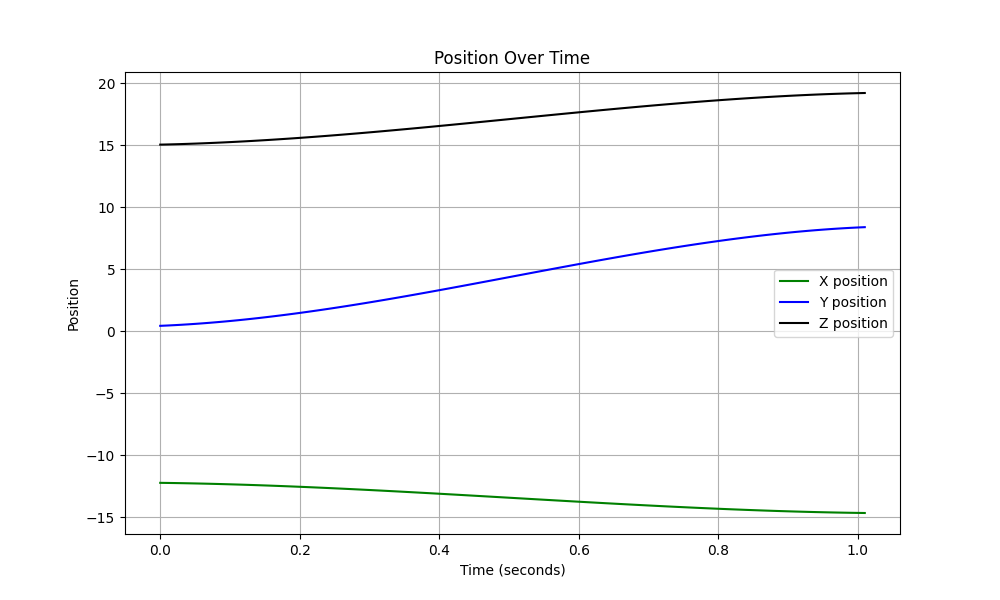 Position Over Time
20
15
10
5
0
−5
−10
−15
Position
X position
Y position
Z position
0.0 0.2 0.4 0.6 0.8 1.0
Time (seconds)